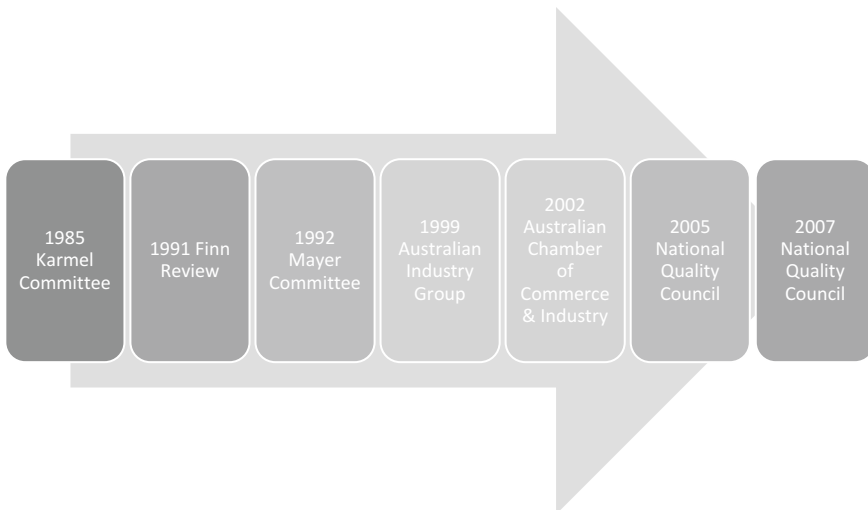 1985
Karmel
Committee
1991 Finn
Review
1992
Mayer
Committee
1999
Australian
Industry
Group
2002
Australian
Chamber
of
Commerce
& Industry
2005
National
Quality
Council
2007
National
Quality
Council